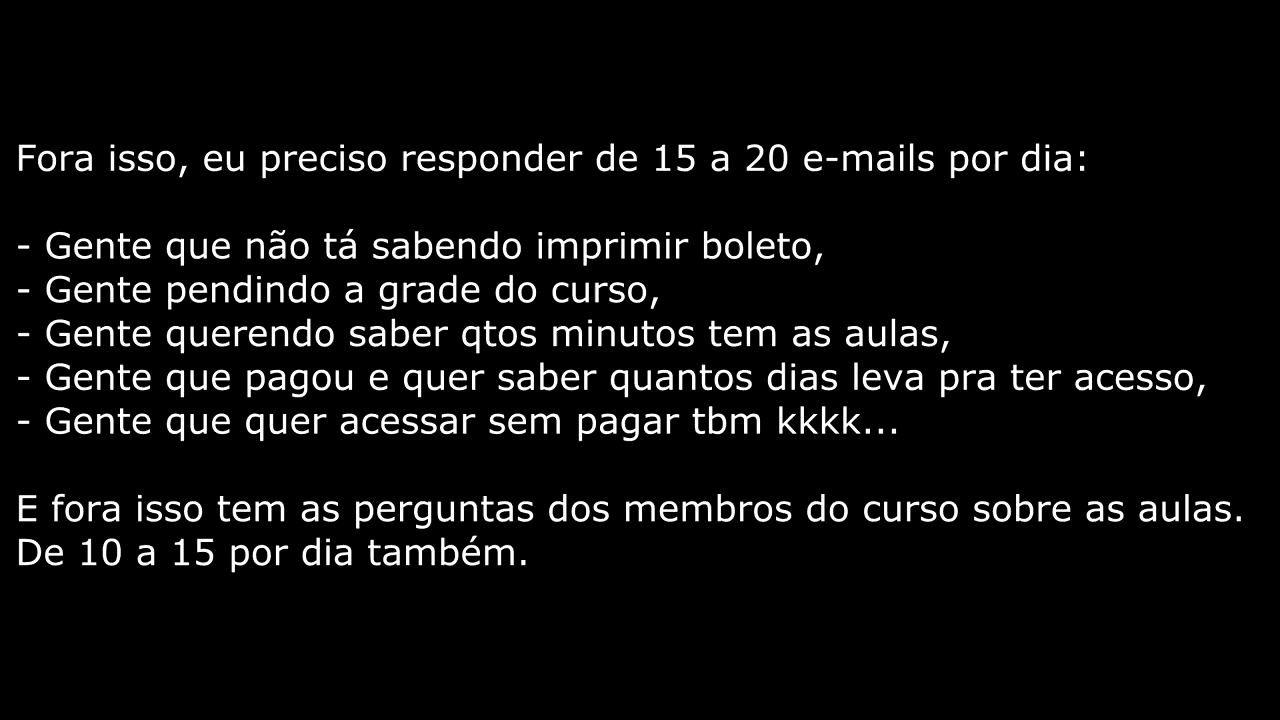 Fora isso, eu preciso responder de 15 a 20 e-mails por dia:
- Gente que não tá sabendo imprimir boleto,
- Gente pendindo a grade do curso,
- Gente querendo saber qtos minutos tem as aulas,
- Gente que pagou e quer saber quantos dias leva pra ter acesso,
- Gente que quer acessar sem pagar tbm kkkk...
E fora isso tem as perguntas dos membros do curso sobre as aulas.
De 10 a 15 por dia também.